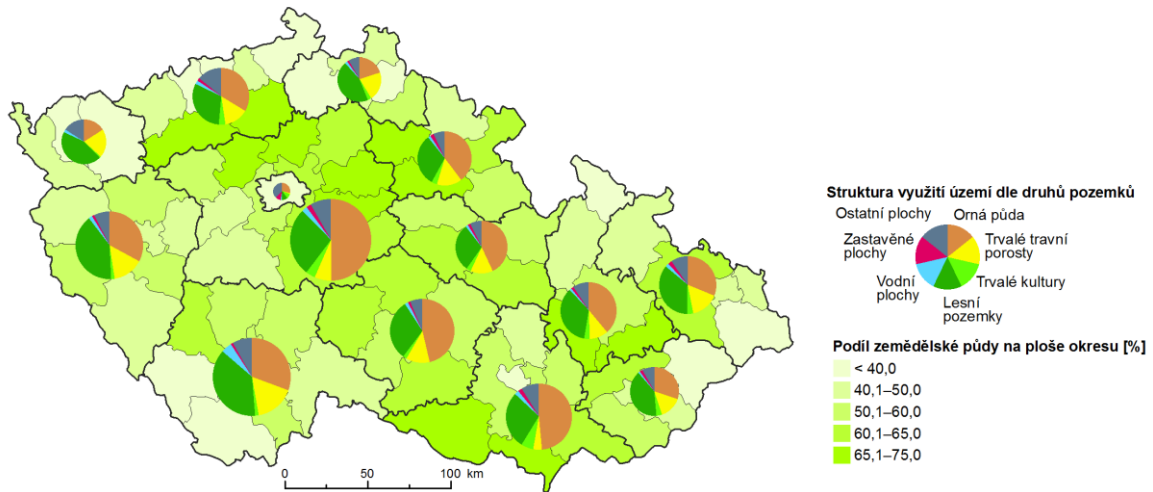 Struktura využití území dle druhů pozemků
Ostatní plochy
Orná půda
Zastavěné
plochy
Trvalé travní
porosty
Vodní
plochy
Trvalé kultury
Lesní
pozemky
Podíl zemědělské půdy na ploše okresu [%]
< 40,0
40,1–50,0
50,1–60,0
60,1–65,0
65,1–75,0
0 50 100 km